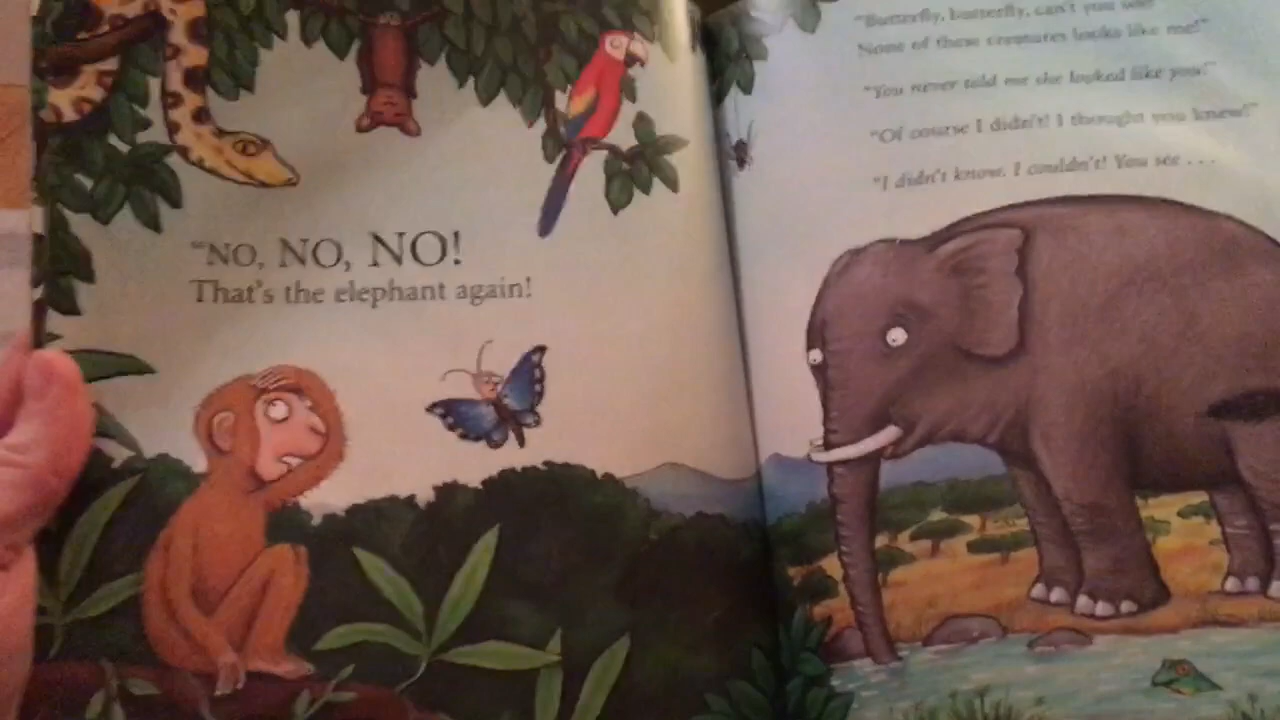 "NO, NO, NO!
That's the elephant again!
"Butterfly, butterfly, can't you see
None of these creatures looks like me!"
"You never told me she looked like you!"
"Of course I didn't! I thought you knew!"
"I didn't know. I couldn't! You see . . .